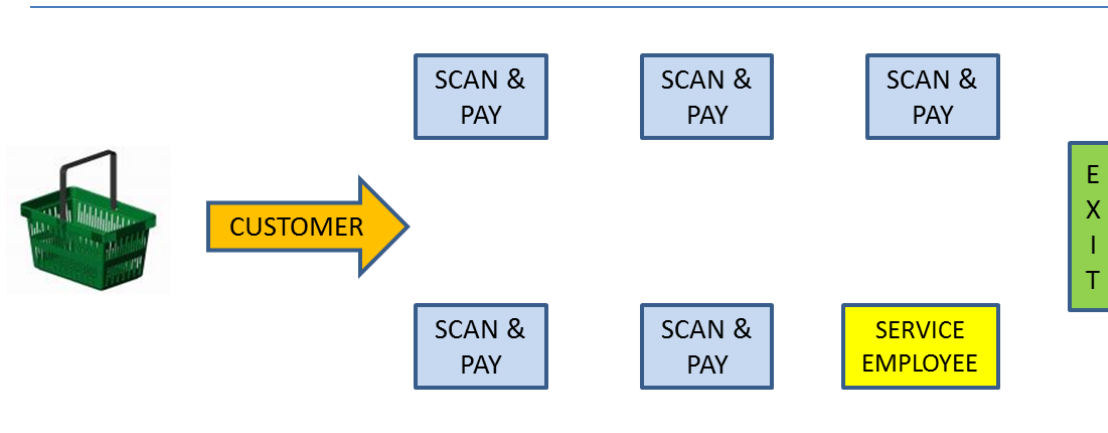 SCAN &
PAY
SCAN &
PAY
SCAN &
PAY
E
X
I
T
CUSTOMER
SCAN &
PAY
SCAN &
PAY
SERVICE
EMPLOYEE